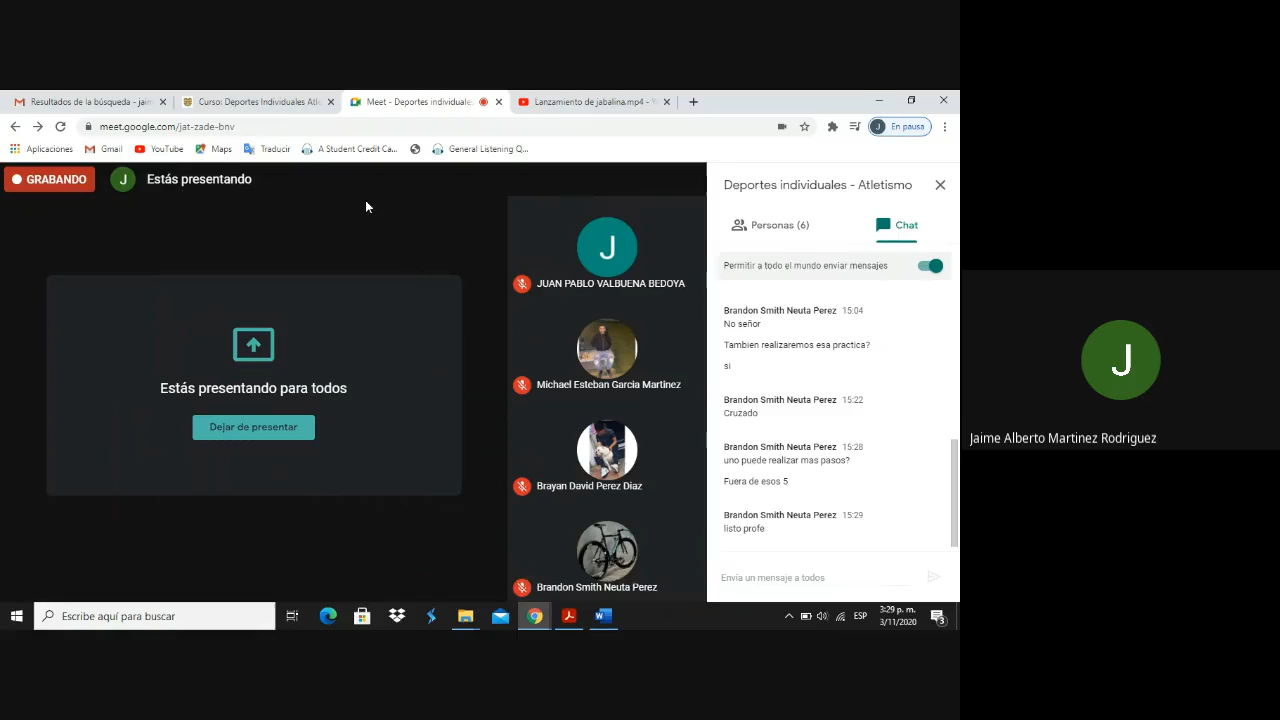 Resultados de la búsqueda - jaim
Curso: Deportes Individuales Atle
Meet - Deportes individuales
Lanzamiento de jabalina.mp4 - Y
meet.google.com/jat-zade-bnv
J
En pausa
Aplicaciones
Gmail
YouTube
Maps
Traducir
A Student Credit Ca...
General Listening Q...
GRABANDO
J
Estás presentando
Estás presentando para todos
Dejar de presentar
J
JUAN PABLO VALBUENA BEDOYA
Michael Esteban Garcia Martinez
Brayan David Perez Diaz
Brandon Smith Neuta Perez
Deportes individuales - Atletismo
Personas (6)
Chat
Permitir a todo el mundo enviar mensajes
Brandon Smith Neuta Perez 15:04
No señor
Tambien realizaremos esa practica?
si
Brandon Smith Neuta Perez 15:22
Cruzado
Brandon Smith Neuta Perez 15:28
uno puede realizar mas pasos?
Fuera de esos 5
Brandon Smith Neuta Perez 15:29
listo profe
Envía un mensaje a todos
J
Jaime Alberto Martinez Rodriguez
Escribe aquí para buscar
ESP
3:29 p. m.
3/11/2020
3